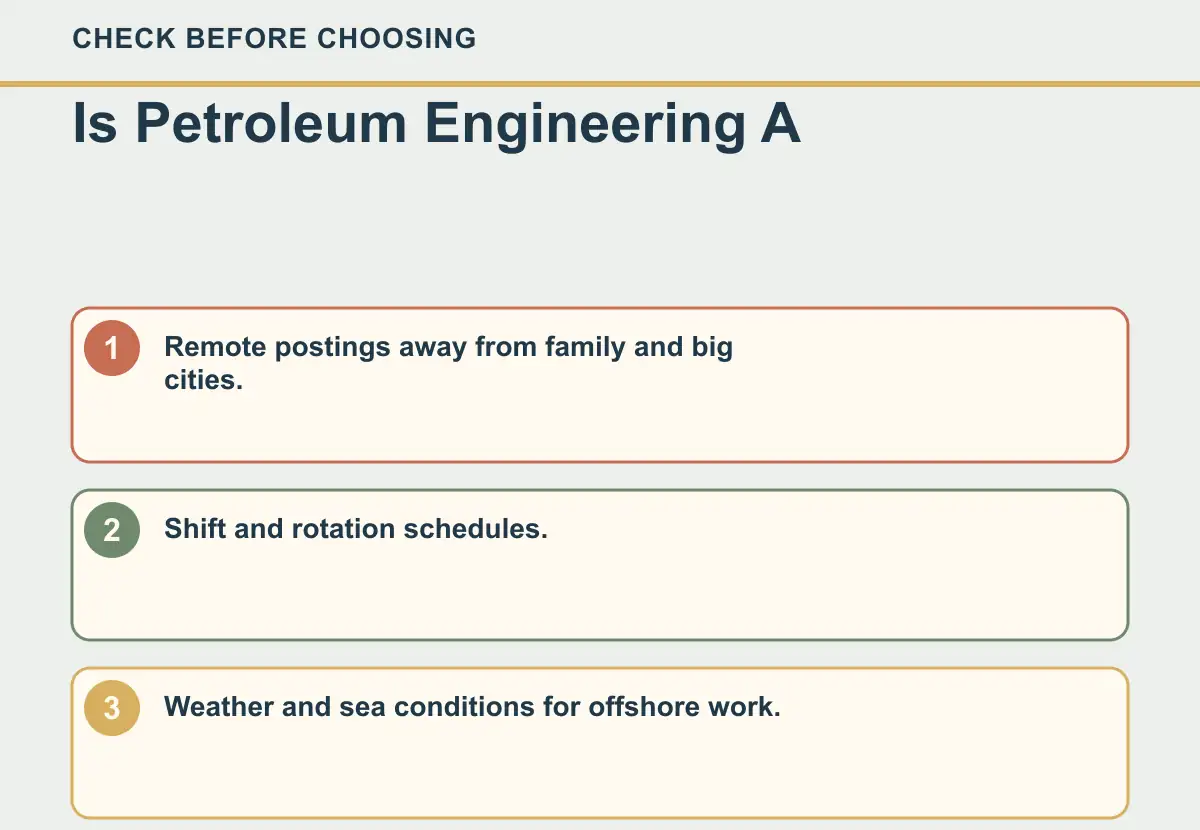 CHECK BEFORE CHOOSING
Is Petroleum Engineering A
1
Remote postings away from family and big
cities.
2
Shift and rotation schedules.
3
Weather and sea conditions for offshore work.